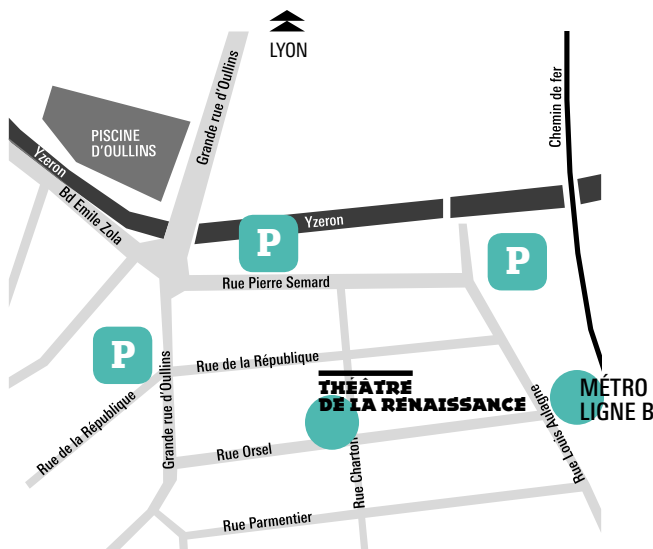 LYON
Grande rue d'Oullins
Chemin de fer
PISCINE
D'OULLINS
Yzeron
Bd Emile Zola
Yzeron
P
P
Rue Pierre Semard
P
Rue de la République
THÉÂTRE
DE LA RENAISSANCE
MÉTRO
LIGNE B
Rue de la République
Grande rue d'Oullins
Rue Louis Aulagne
Rue Orsel
Rue Charton
Rue Parmentier